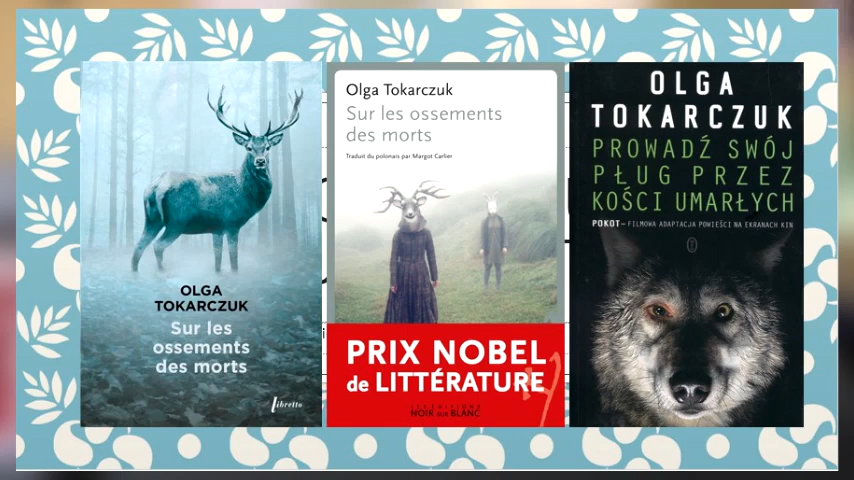 OLGA
TOKARCZUK
Sur les
ossements
des morts
libretto
Olga Tokarczuk
Sur les ossements
des morts
Traduit du polonais par Margot Carlier
PRIX NOBEL
de LITTÉRATURE
LES ÉDITIONS
NOIR SUR BLANC
OLGA
TOKARCZUK
PROWADŹ SWÓJ
PŁUG PRZEZ
KOŚCI UMARŁYCH
POKOT – FILMOWA ADAPTACJA POWIEŚCI NA EKRANACH KIN